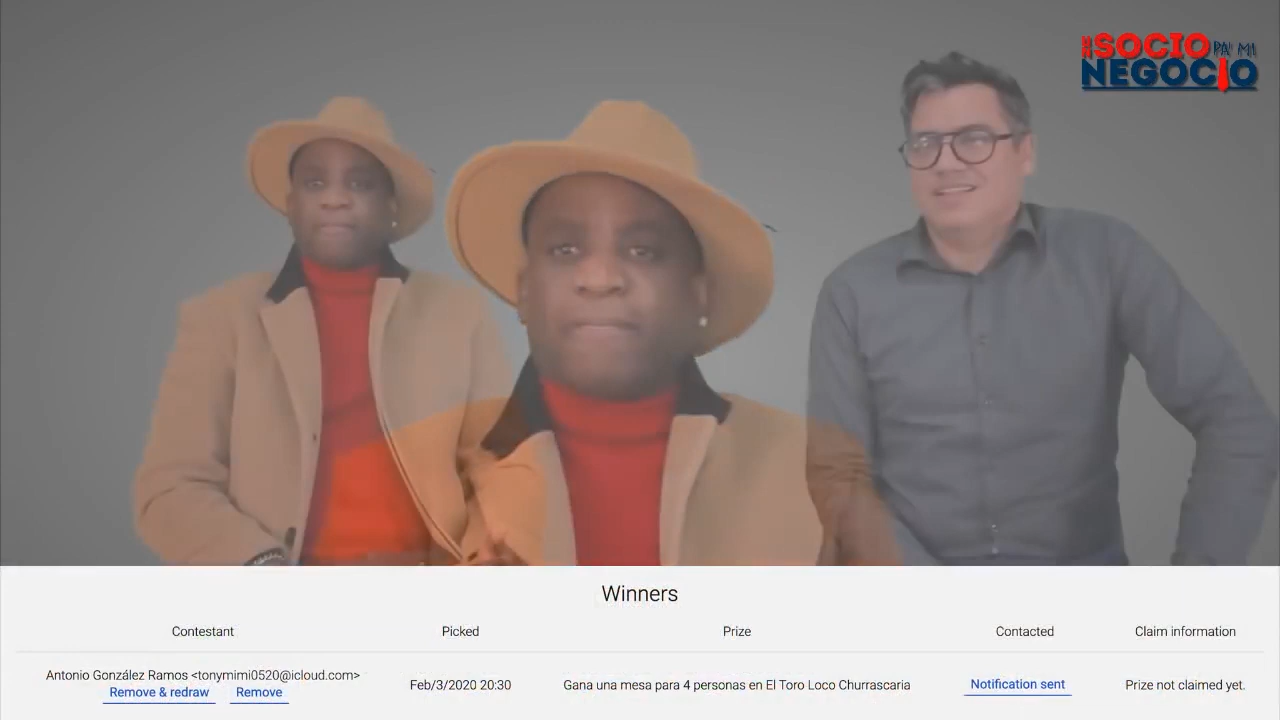 UN SOCIO PA' MI
NEGOCIO
Winners
Contestant Picked Prize Contacted Claim information
Antonio González Ramos <tonymimi0520@icloud.com>
Remove & redraw Remove Feb/3/2020 20:30 Gana una mesa para 4 personas en El Toro Loco Churrascaria Notification sent Prize not claimed yet.